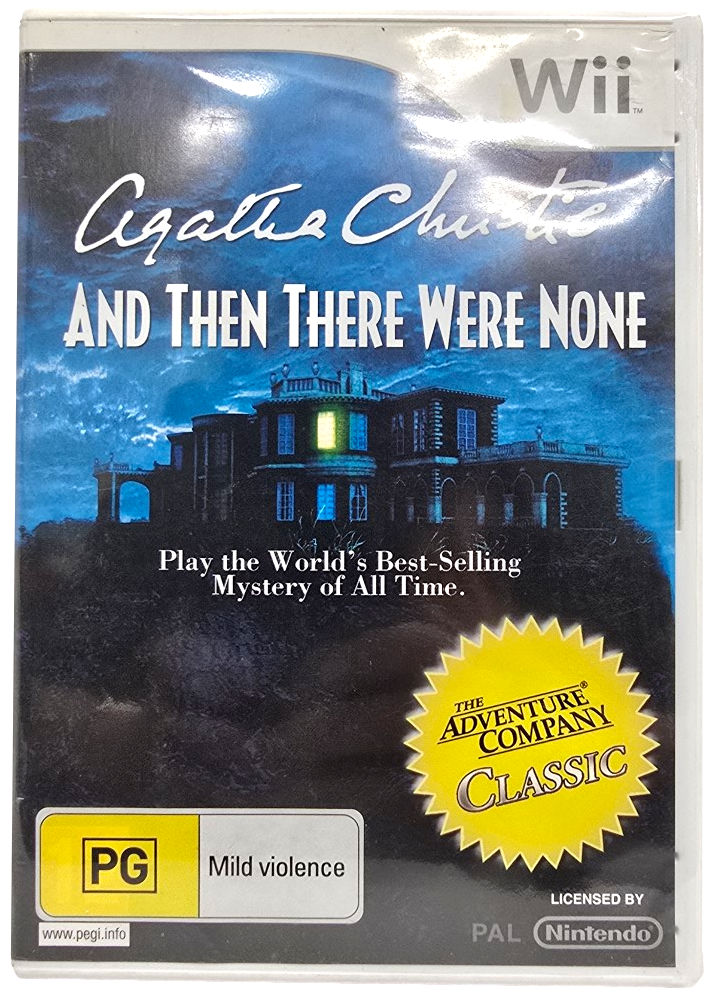 Wii™
Agatha Christie
AND THEN THERE WERE NONE
Play the World's Best-Selling
Mystery of All Time.
THE
ADVENTURE®
COMPANY
CLASSIC
PG
Mild violence
www.pegi.info
LICENSED BY
PAL
Nintendo®